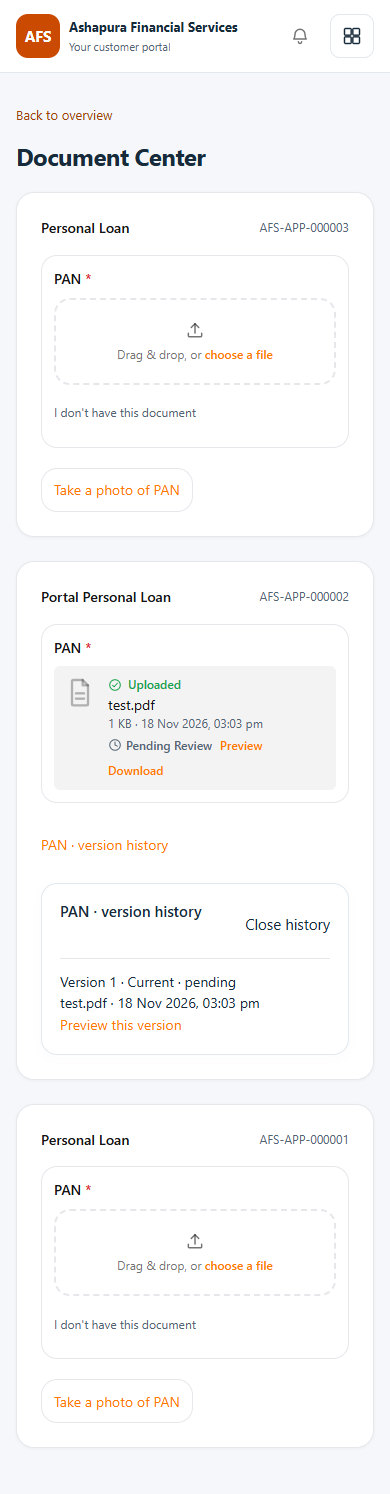 AFS
Ashapura Financial Services
Your customer portal
Back to overview
Document Center
Personal Loan
AFS-APP-000003
PAN *
Drag & drop, or choose a file
I don't have this document
Take a photo of PAN
Portal Personal Loan
AFS-APP-000002
PAN *
Uploaded
test.pdf
1 KB · 18 Nov 2026, 03:03 pm
Pending Review Preview
Download
PAN · version history
PAN · version history
Close history
Version 1 · Current · pending
test.pdf · 18 Nov 2026, 03:03 pm
Preview this version
Personal Loan
AFS-APP-000001
PAN *
Drag & drop, or choose a file
I don't have this document
Take a photo of PAN